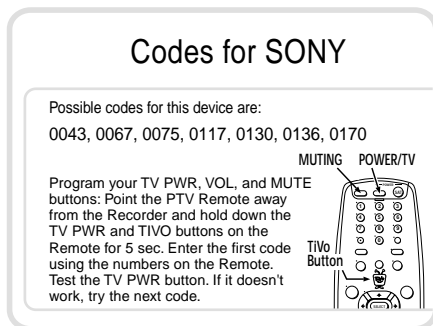 Codes for SONY
Possible codes for this device are:
0043, 0067, 0075, 0117, 0130, 0136, 0170
MUTING POWER/TV
Program your TV PWR, VOL, and MUTE
buttons: Point the PTV Remote away
from the Recorder and hold down the
TV PWR and TIVO buttons on the
Remote for 5 sec. Enter the first code
using the numbers on the Remote.
Test the TV PWR button. If it doesn't
work, try the next code.
TiVo
Button
SELECT